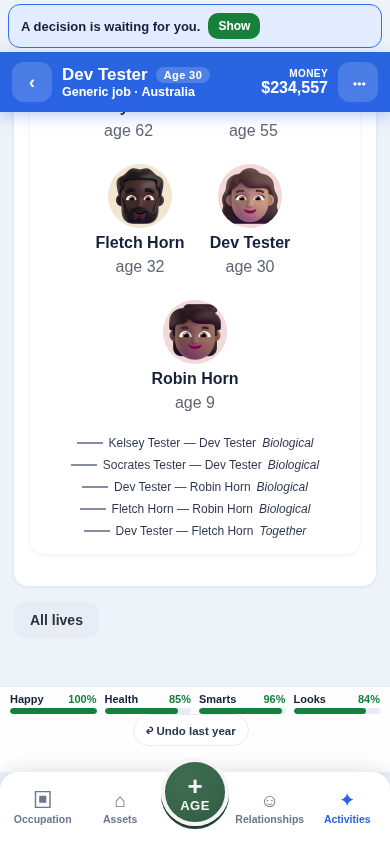 A decision is waiting for you. Show
‹ Dev Tester Age 30 MONEY
Generic job · Australia $234,557
age 62 age 55
Fletch Horn Dev Tester
age 32 age 30
Robin Horn
age 9
Kelsey Tester — Dev Tester Biological
Socrates Tester — Dev Tester Biological
Dev Tester — Robin Horn Biological
Fletch Horn — Robin Horn Biological
Dev Tester — Fletch Horn Together
All lives
Happy 100% Health 85% Smarts 96% Looks 84%
Undo last year
+
AGE
Occupation Assets Relationships Activities